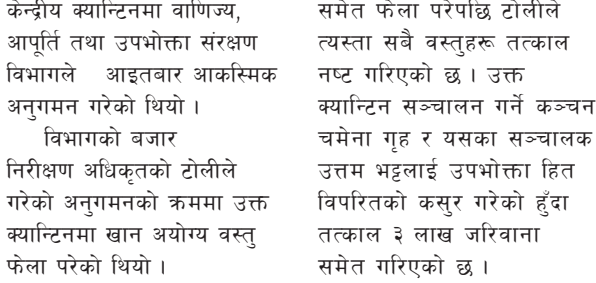 केन्द्रीय क्यान्टिनमा वाणिज्य,
आपूर्ति तथा उपभोक्ता संरक्षण
विभागले आइतबार आकस्मिक
अनुगमन गरेको थियो ।
विभागको बजार
निरीक्षण अधिकृतको टोलीले
गरेको अनुगमनको क्रममा उक्त
क्यान्टिनमा खान अयोग्य वस्तु
फेला परेको थियो ।
समेत फेला परेपछि टोलीले
त्यस्ता सबै वस्तुहरू तत्काल
नष्ट गरिएको छ । उक्त
क्यान्टिन सञ्चालन गर्ने कञ्चन
चमेना गृह र यसका सञ्चालक
उत्तम भट्टलाई उपभोक्ता हित
विपरितको कसुर गरेको हुँदा
तत्काल ३ लाख जरिवाना
समेत गरिएको छ ।